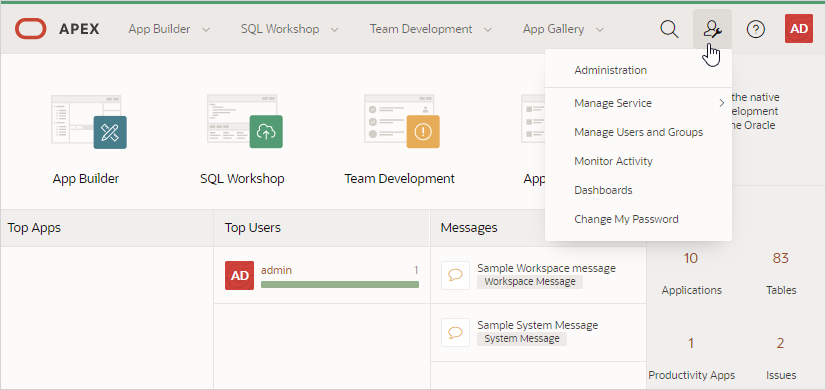 APEX
App Builder
SQL Workshop
Team Development
App Gallery
AD
Administration
Manage Service
Manage Users and Groups
Monitor Activity
Dashboards
Change My Password
the native
velopment
ne Oracle
App Builder
SQL Workshop
Team Development
App
Top Apps
Top Users
Messages
AD
admin
1
Sample Workspace message
Workspace Message
Sample System Message
System Message
10
83
Applications
Tables
1
2
Productivity Apps
Issues